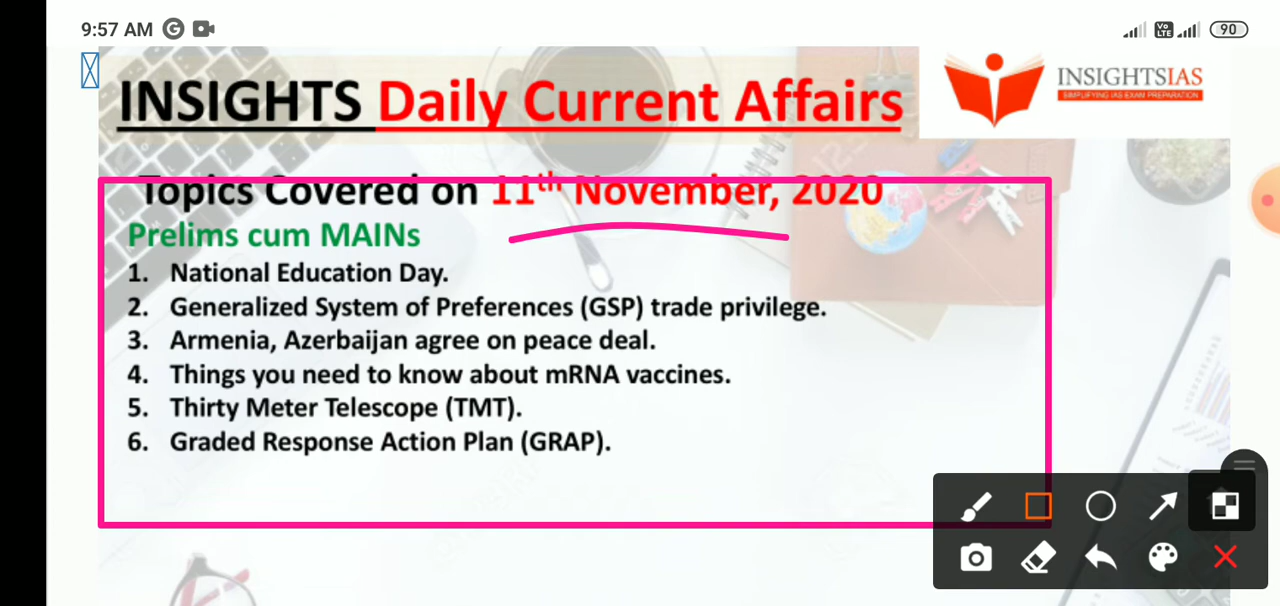 9:57 AM
Vo
LTE
90
INSIGHTS Daily Current Affairs
INSIGHTSIAS
SIMPLIFYING IAS EXAM PREPARATION
Topics Covered on 11th November, 2020
Prelims cum MAINs
1. National Education Day.
2. Generalized System of Preferences (GSP) trade privilege.
3. Armenia, Azerbaijan agree on peace deal.
4. Things you need to know about mRNA vaccines.
5. Thirty Meter Telescope (TMT).
6. Graded Response Action Plan (GRAP).